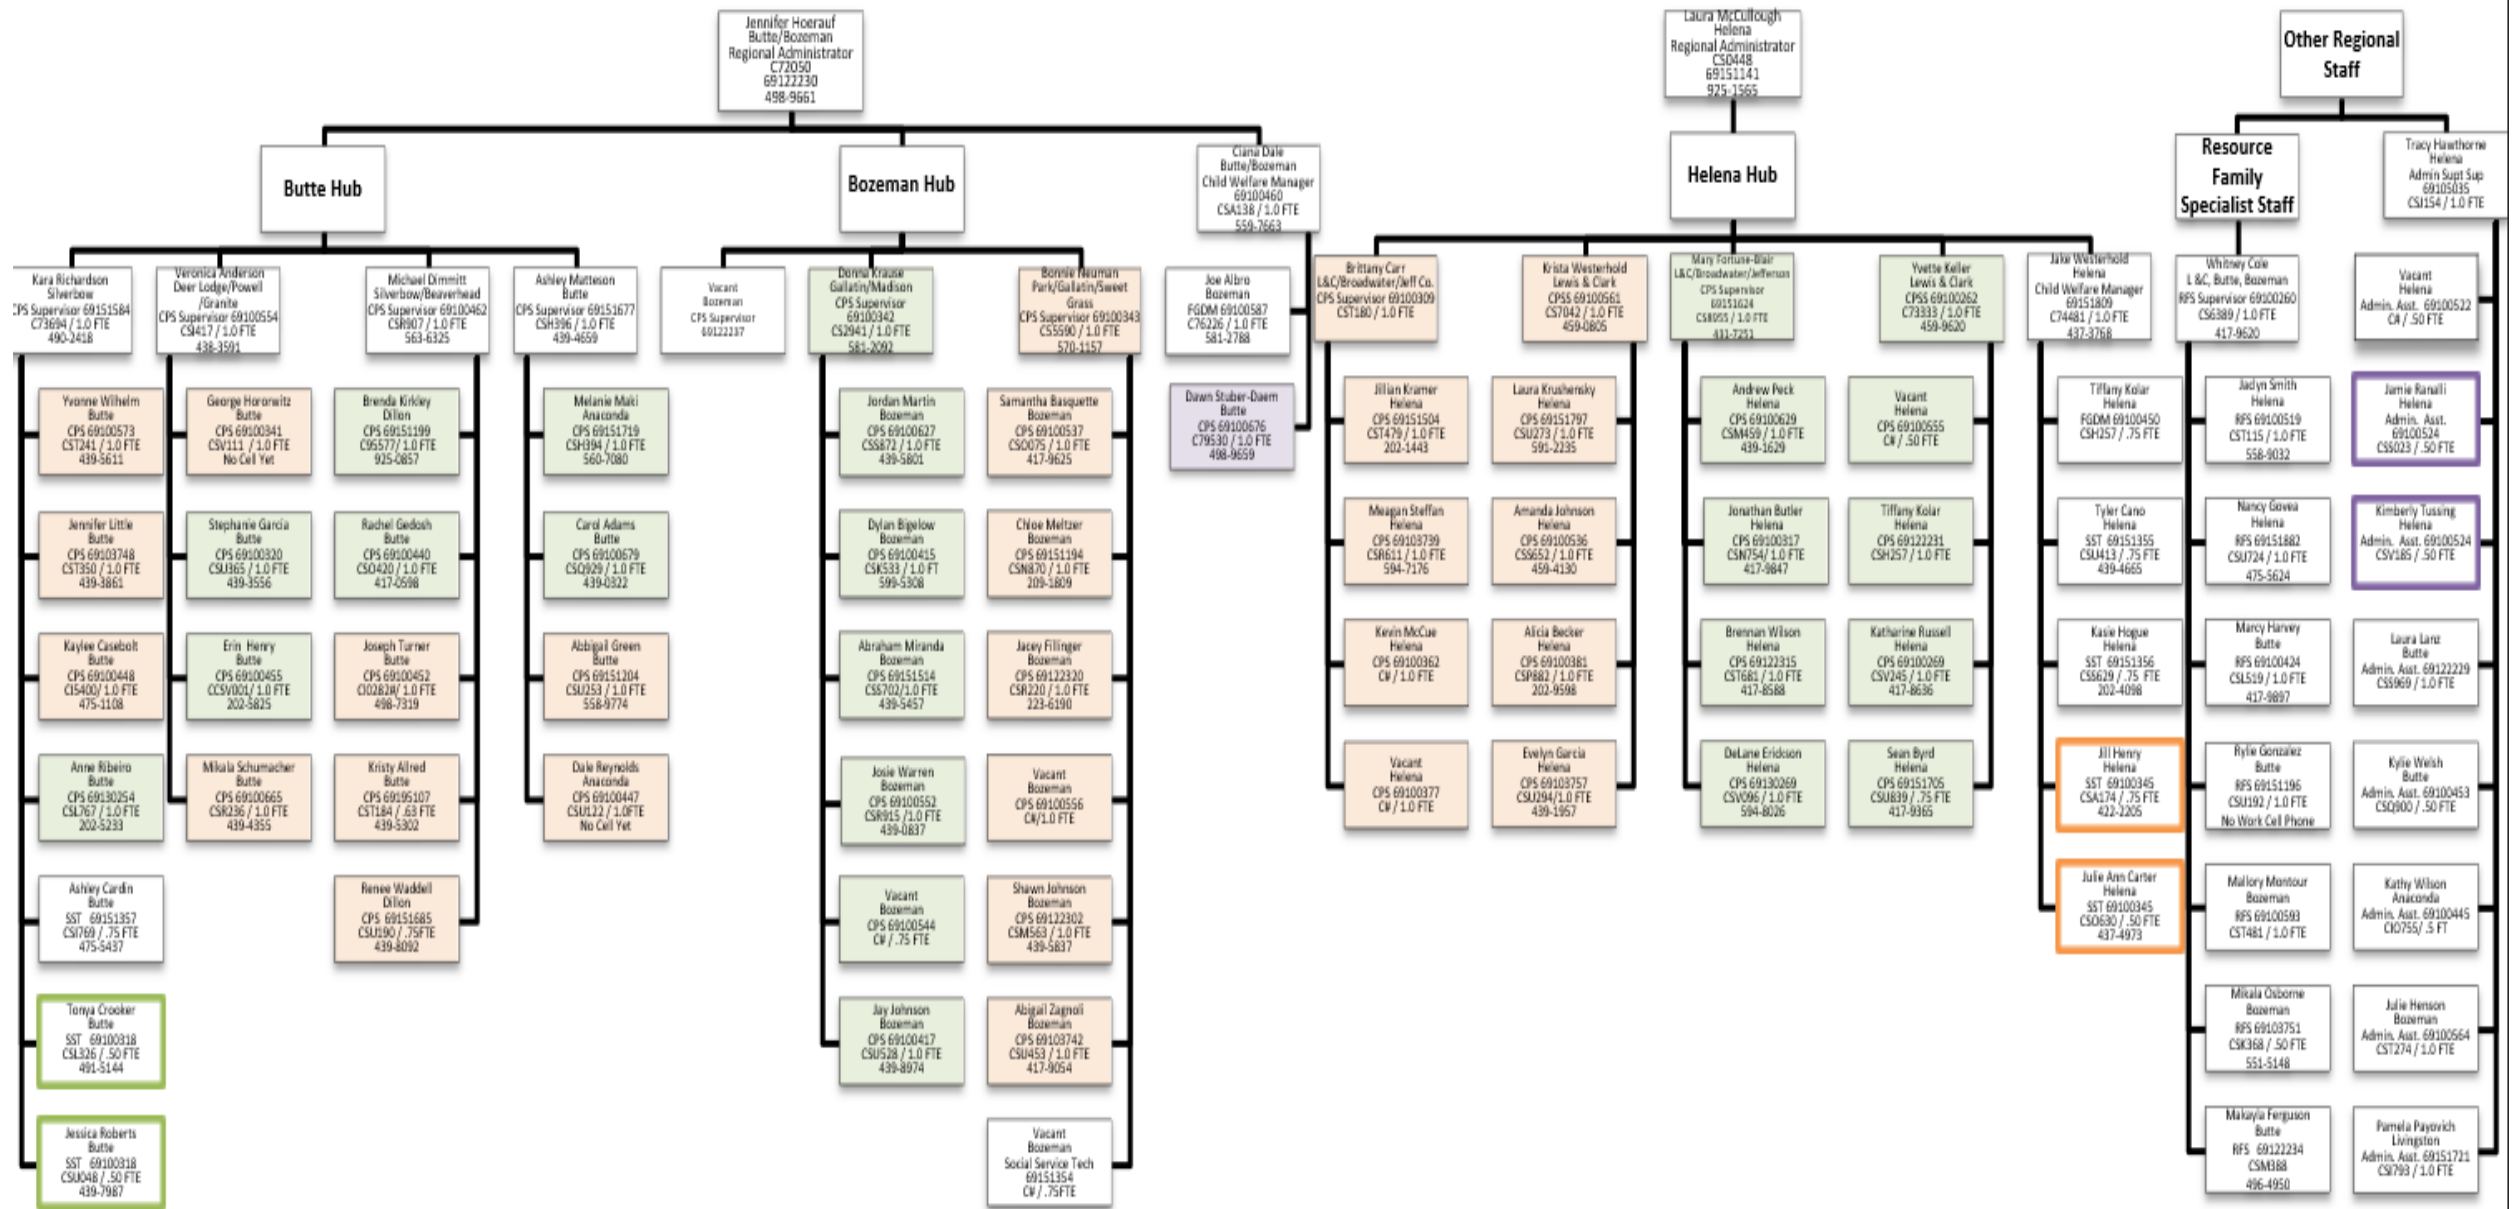 Jennifer Hoerauf
Butte/Bozeman
Regional Administrator
C72050
69122230
498-9661
Laura McCullough
Helena
Regional Administrator
CS0448
69151141
925-1565
Other Regional
Staff
Butte Hub
Bozeman Hub
Ciana Dale
Butte/Bozeman
Child Welfare Manager
69100460
CSA138 / 1.0 FTE
559-7663
Helena Hub
Resource
Family
Specialist Staff
Tracy Hawthorne
Helena
Admin Supt Sup
69105035
CSJ154 / 1.0 FTE
Kara Richardson
Silverbow
CPS Supervisor 69151584
C73694 / 1.0 FTE
490-2418
Veronica Anderson
Deer Lodge/Powell
/Granite
CPS Supervisor 69100554
CSI417 / 1.0 FTE
438-3591
Michael Dimmitt
Silverbow/Beaverhead
CPS Supervisor 69100462
CSR907 / 1.0 FTE
563-6325
Ashley Matteson
Butte
CPS Supervisor 69151677
CSH396 / 1.0 FTE
439-4659
Vacant
Bozeman
CPS Supervisor
69122237
Donna Krause
Gallatin/Madison
CPS Supervisor
69100342
CS2941 / 1.0 FTE
581-2092
Bonnie Neuman
Park/Gallatin/Sweet
Grass
CPS Supervisor 69100343
CS5590 / 1.0 FTE
570-1157
Joe Albro
Bozeman
FGDM 69100587
C76226 / 1.0 FTE
581-2788
Brittany Carr
L&C/Broadwater/Jeff Co.
CPS Supervisor 69100309
CST180 / 1.0 FTE
Krista Westerhold
Lewis & Clark
CPSS 69100561
CS7042 / 1.0 FTE
459-0805
Mary Fortune-Blair
L&C/Broadwater/Jefferson
CPS Supervisor
69151624
CS8955 / 1.0 FTE
431-7251
Yvette Keller
Lewis & Clark
CPSS 69100262
C73333 / 1.0 FTE
459-9620
Jake Westerhold
Helena
Child Welfare Manager
69151809
C74481 / 1.0 FTE
437-3768
Whitney Cole
L &C, Butte, Bozeman
RFS Supervisor 69100260
CS6389 / 1.0 FTE
417-9620
Vacant
Helena
Admin. Asst. 69100522
C# / .50 FTE
Yvonne Wilhelm
Butte
CPS 69100573
CST241 / 1.0 FTE
439-5611
George Hororwitz
Butte
CPS 69100341
CSV111 / 1.0 FTE
No Cell Yet
Brenda Kirkley
Dillon
CPS 69151199
C95577/ 1.0 FTE
925-0857
Melanie Maki
Anaconda
CPS 69151719
CSH394 / 1.0 FTE
560-7080
Jordan Martin
Bozeman
CPS 69100627
CSS872 / 1.0 FTE
439-5801
Samantha Basquette
Bozeman
CPS 69100537
CSO075 / 1.0 FTE
417-9625
Dawn Stuber-Daem
Butte
CPS 69100676
C79530 / 1.0 FTE
498-9659
Jillian Kramer
Helena
CPS 69151504
CST479 / 1.0 FTE
202-1443
Laura Krushensky
Helena
CPS 69151797
CSU273 / 1.0 FTE
591-2235
Andrew Peck
Helena
CPS 69100629
CSM459 / 1.0 FTE
439-1629
Vacant
Helena
CPS 69100555
C# / .50 FTE
Tiffany Kolar
Helena
FGDM 69100450
CSH257 / .75 FTE
Jadyn Smith
Helena
RFS 69100519
CST115 / 1.0 FTE
558-9032
Jamie Ranalli
Helena
Admin. Asst.
69100524
CSS023 / .50 FTE
Jennifer Little
Butte
CPS 69103748
CST350 / 1.0 FTE
439-3861
Stephanie Garcia
Butte
CPS 69100320
CSU365 / 1.0 FTE
439-3556
Rachel Gedosh
Butte
CPS 69100440
CSO420 / 1.0 FTE
417-0598
Carol Adams
Butte
CPS 69100679
CSQ929 / 1.0 FTE
439-0322
Dylan Bigelow
Bozeman
CPS 69100415
CSK533 / 1.0 FT
599-5308
Chloe Meltzer
Bozeman
CPS 69151194
CSN870 / 1.0 FTE
209-1809
Meagan Steffan
Helena
CPS 69103739
CSR611 / 1.0 FTE
594-7176
Amanda Johnson
Helena
CPS 69100536
CSS652 / 1.0 FTE
459-4130
Jonathan Butler
Helena
CPS 69100317
CSN754/ 1.0 FTE
417-9847
Tiffany Kolar
Helena
CPS 69122231
CSH257 / 1.0 FTE
Tyler Cano
Helena
SST 69151355
CSU413 / .75 FTE
439-4665
Nancy Govea
Helena
RFS 69151882
CSU724 / 1.0 FTE
475-5624
Kimberly Tussing
Helena
Admin. Asst. 69100524
CSV185 / .50 FTE
Kaylee Casebolt
Butte
CPS 69100448
CI5400/ 1.0 FTE
475-1108
Erin Henry
Butte
CPS 69100455
CCSV001/ 1.0 FTE
202-5825
Joseph Turner
Butte
CPS 69100452
CI0282#/ 1.0 FTE
498-7319
Abbigail Green
Butte
CPS 69151204
CSU253 / 1.0 FTE
558-9774
Abraham Miranda
Bozeman
CPS 69151514
CSS702/1.0 FTE
439-5457
Jacey Fillinger
Bozeman
CPS 69122320
CSR220 / 1.0 FTE
223-6190
Kevin McCue
Helena
CPS 69100362
C# / 1.0 FTE
Alicia Becker
Helena
CPS 69100381
CSP882 / 1.0 FTE
202-9598
Brennan Wilson
Helena
CPS 69122315
CST681 / 1.0 FTE
417-8588
Katharine Russell
Helena
CPS 69100269
CSV245 / 1.0 FTE
417-8636
Kasie Hogue
Helena
SST 69151356
CSS629 / .75 FTE
202-4098
Marcy Harvey
Butte
RFS 69100424
CSL519 / 1.0 FTE
417-9897
Laura Lanz
Butte
Admin. Asst. 69122229
CSS969 / 1.0 FTE
Anne Ribeiro
Butte
CPS 69130254
CSL767 / 1.0 FTE
202-5233
Mikala Schumacher
Butte
CPS 69100665
CSR236 / 1.0 FTE
439-4355
Kristy Allred
Butte
CPS 69195107
CST184 / .63 FTE
439-5302
Dale Reynolds
Anaconda
CPS 69100447
CSU122 / 1.0FTE
No Cell Yet
Josie Warren
Bozeman
CPS 69100552
CSR915 /1.0 FTE
439-0837
Vacant
Bozeman
CPS 69100556
C#/1.0 FTE
Vacant
Helena
CPS 69100377
C# / 1.0 FTE
Evelyn Garcia
Helena
CPS 69103757
CSU294/1.0 FTE
439-1957
DeLane Erickson
Helena
CPS 69130269
CSV096 / 1.0 FTE
594-8026
Sean Byrd
Helena
CPS 69151705
CSU839 / .75 FTE
417-9365
Jill Henry
Helena
SST 69100345
CSA174 / .75 FTE
422-2205
Rylie Gonzalez
Butte
RFS 69151196
CSU192 / 1.0 FTE
No Work Cell Phone
Kylie Welsh
Butte
Admin. Asst. 69100453
CSQ900 / .50 FTE
Ashley Cardin
Butte
SST 69151357
CSI769 / .75 FTE
475-5437
Renee Waddell
Dillon
CPS 69151685
CSU190 / .75FTE
439-8092
Vacant
Bozeman
CPS 69100544
C# / .75 FTE
Shawn Johnson
Bozeman
CPS 69122302
CSM563 / 1.0 FTE
439-5837
Julie Ann Carter
Helena
SST 69100345
CSO630 / .50 FTE
437-4973
Mallory Montour
Bozeman
RFS 69100593
CST481 / 1.0 FTE
Kathy Wilson
Anaconda
Admin. Asst. 69100445
CIO755/ .5 FT
Tonya Crooker
Butte
SST 69100318
CSL326 / .50 FTE
491-5144
Jay Johnson
Bozeman
CPS 69100417
CSU528 / 1.0 FTE
439-8974
Abigail Zagnoli
Bozeman
CPS 69103742
CSU453 / 1.0 FTE
417-9054
Mikala Osborne
Bozeman
RFS 69103751
CSK368 / .50 FTE
551-5148
Julie Henson
Bozeman
Admin. Asst. 69100564
CST274 / 1.0 FTE
Jessica Roberts
Butte
SST 69100318
CSU048 / .50 FTE
439-7987
Vacant
Bozeman
Social Service Tech
69151354
C# / .75FTE
Makayla Ferguson
Butte
RFS 69122234
CSM388
496-4950
Pamela Payovich
Livingston
Admin. Asst. 69151721
CSI793 / 1.0 FTE